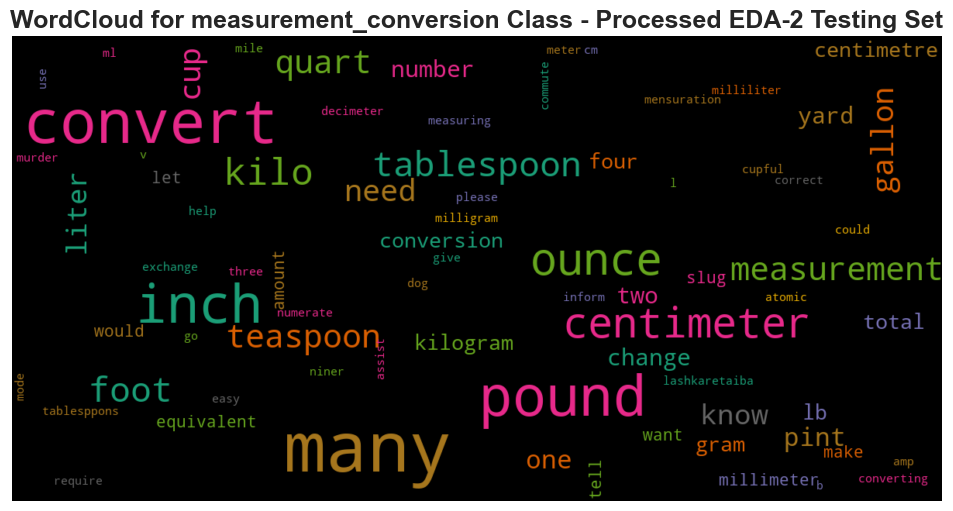 WordCloud for measurement_conversion Class - Processed EDA-2 Testing Set
ml
mile
quart
meter
cm
centimetre
use
cup
number
commute
milliliter
mensuration
decimeter
convert
measuring
yard
gallon
murder
v
kilo
tablespoon
four
let
need
l
cupful
correct
liter
please
help
milligram
could
conversion
give
exchange
three
amount
dog
ounce
slug
measurement
inch
numerate
inform
two
atomic
would
go
teaspoon
kilogram
centimeter
total
assist
change
niner
lashkaretaiba
mode
foot
easy
pound
tablesppons
equivalent
know
lb
many
want
gram
pint
make
one
tell
amp
require
millimeter
b
converting